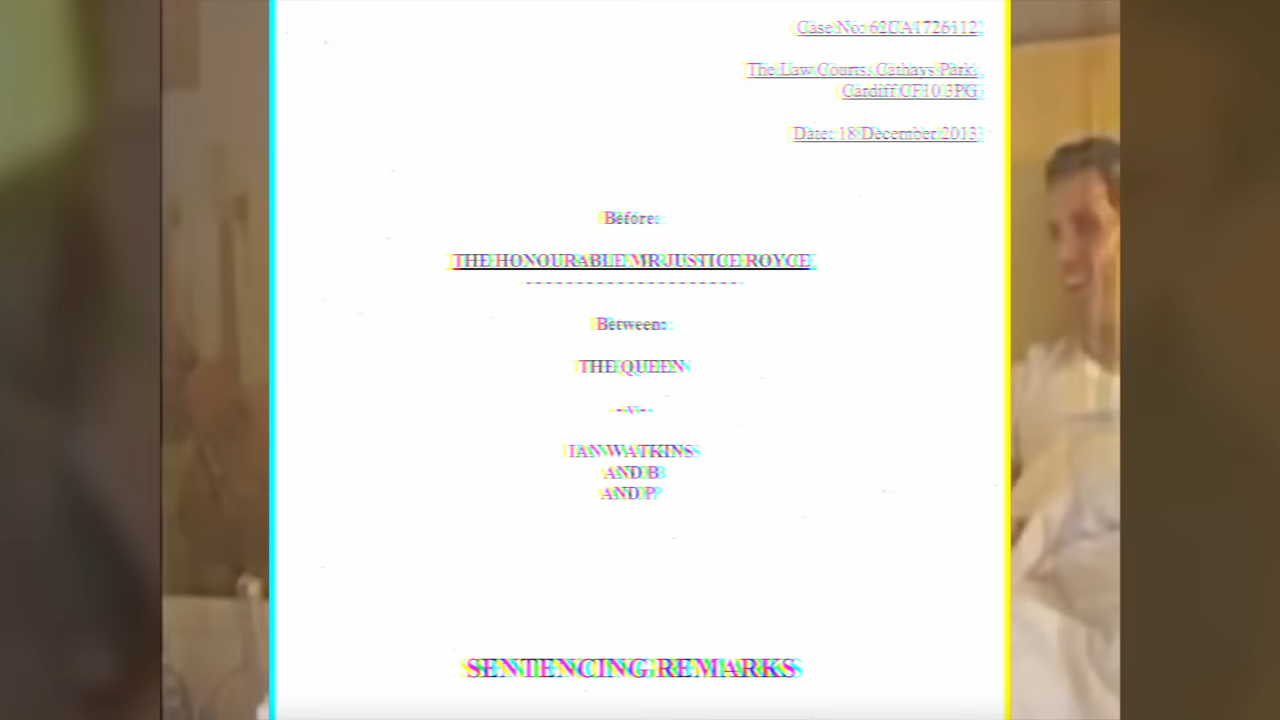 Case No: 62CA1726112
The Law Courts, Cathays Park,
Cardiff CF10 3PG
Date: 18 December 2013
Before:
THE HONOURABLE MR JUSTICE ROYCE
- - - - - - - - - - - - - - - - - - - - -
Between:
THE QUEEN
-v-
IAN WATKINS
AND B
AND P
SENTENCING REMARKS